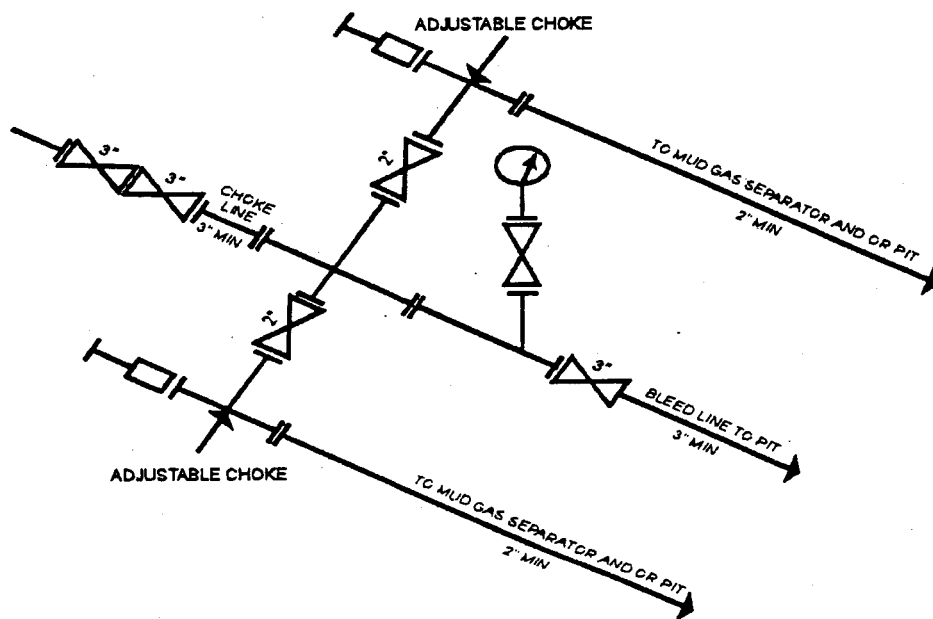 ADJUSTABLE CHOKE
3"
3"
CHOKE
LINE
3" MIN
2"
TO MUD GAS SEPARATOR AND OR PIT
2" MIN
2"
3"
BLEED LINE TO PIT
3" MIN
ADJUSTABLE CHOKE
TO MUD GAS SEPARATOR AND OR PIT
2" MIN